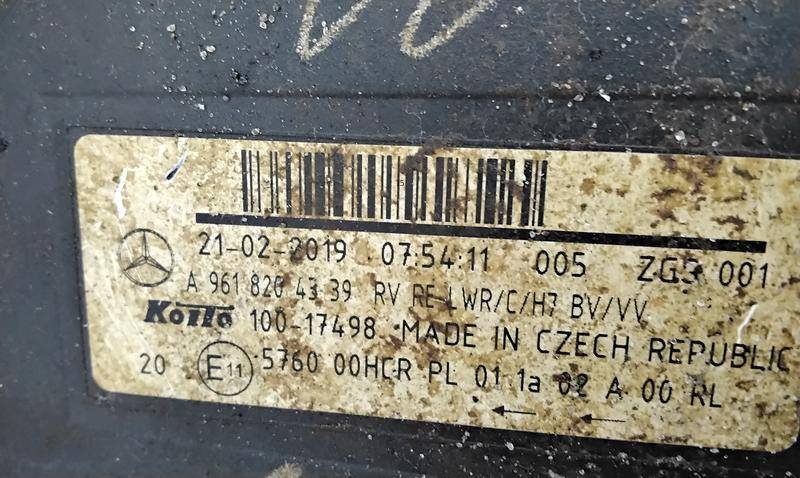 21-02-2019 07:54:11 005 ZG3 001
A 961 820 43 39 RV RE-LWR/C/H7 BV/VV
100-17498 MADE IN CZECH REPUBLIC
20 E11 5760 00HCR PL 01 1a 02 A 00 RL